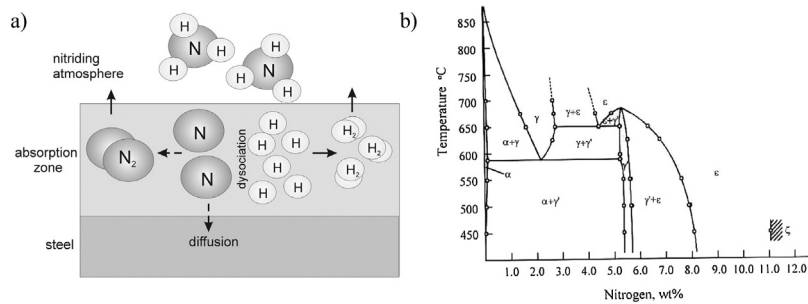 a)
nitriding
atmosphere
H
H
H
N
H
N
H
H
absorption
zone
N₂
N
N
dysociation
H
H
H
H
H
H
H
H₂
H₂
H₂
steel
diffusion
b)
Temperature °C
850
800
750
700
650
600
550
500
450
400
γ
γ+ε
ε
ε+γ'
α+γ
γ+γ'
γ'
α
α+γ'
γ'+ε
ε
ζ
1.0 2.0 3.0 4.0 5.0 6.0 7.0 8.0 9.0 10.0 11.0 12.0
Nitrogen, wt%